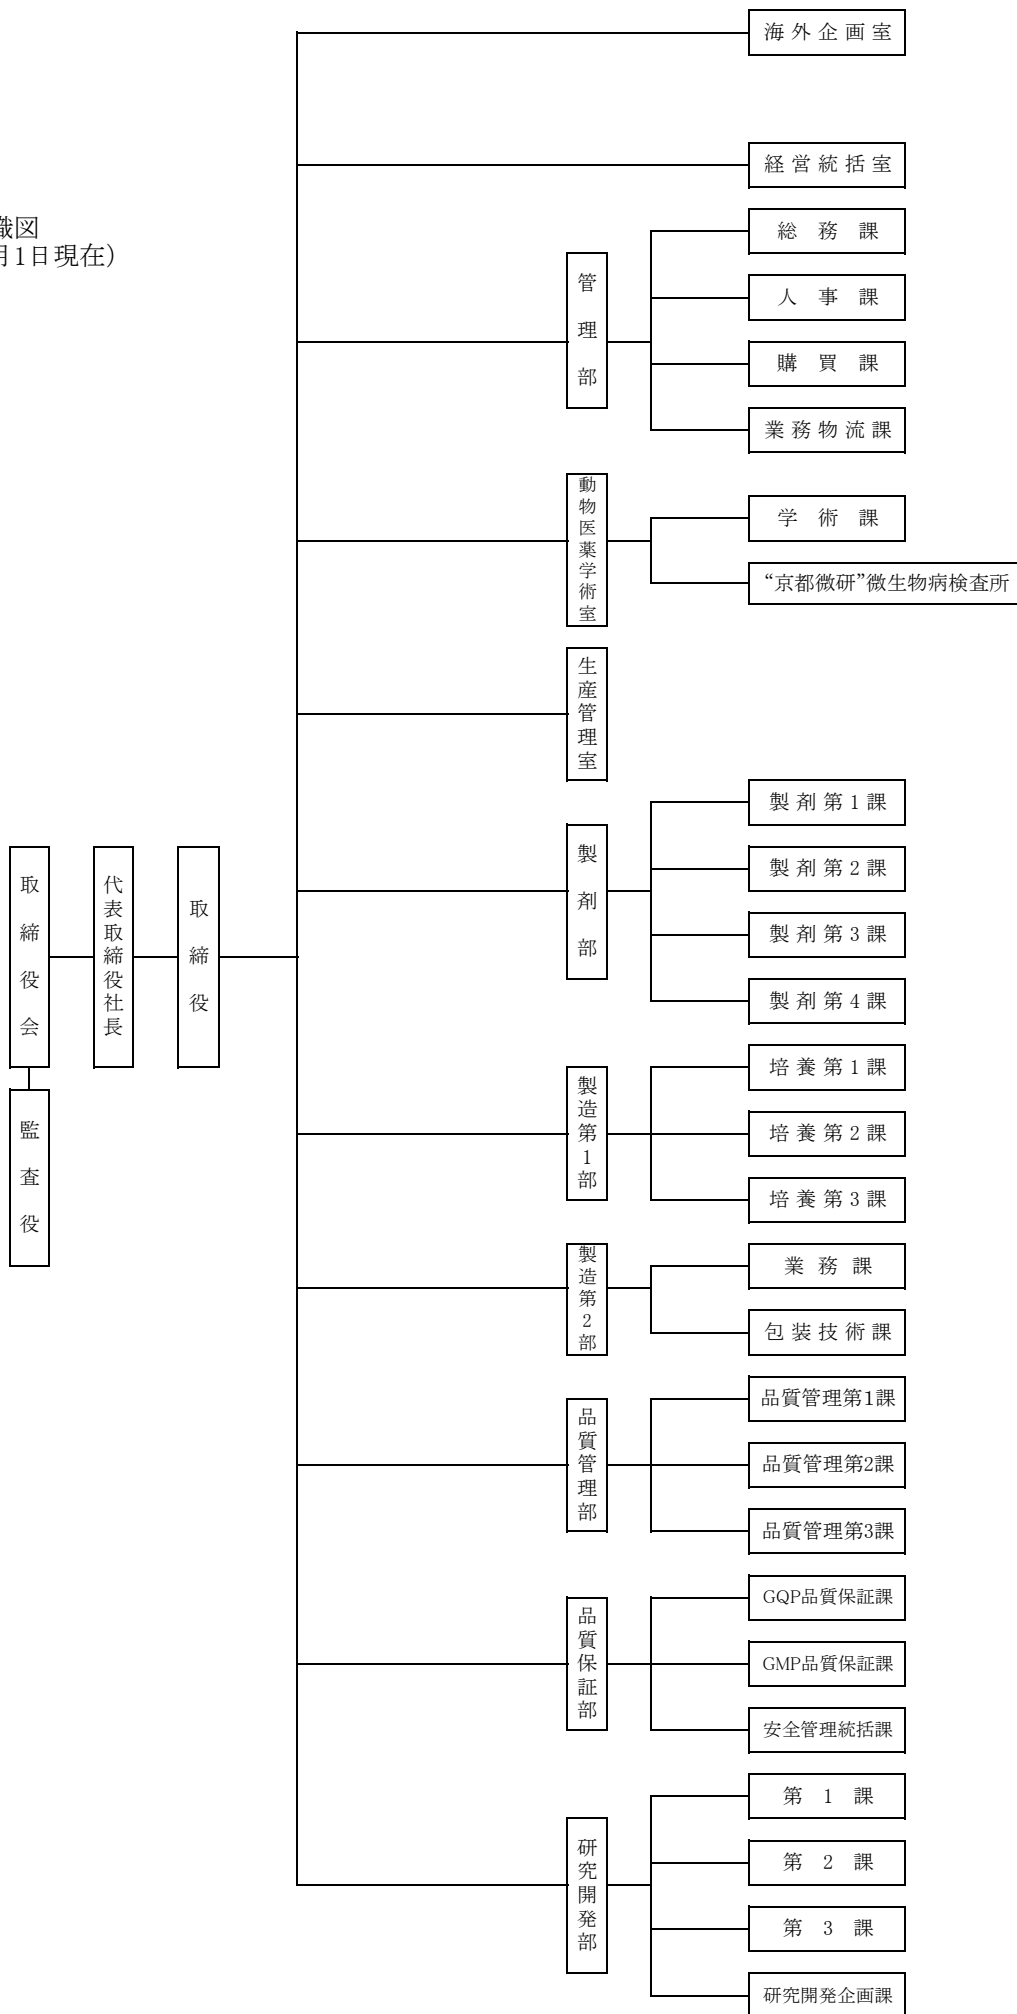 織図
月1日現在）
海外企画室
経営統括室
管理部
総務課
人事課
購買課
業務物流課
動物医薬学術室
学術課
“京都微研”微生物病検査所
生産管理室
取締役会
代表取締役社長
取締役
監査役
製剤部
製剤第1課
製剤第2課
製剤第3課
製剤第4課
製造第1部
培養第1課
培養第2課
培養第3課
製造第2部
業務課
包装技術課
品質管理部
品質管理第1課
品質管理第2課
品質管理第3課
品質保証部
GQP品質保証課
GMP品質保証課
安全管理統括課
研究開発部
第1課
第2課
第3課
研究開発企画課